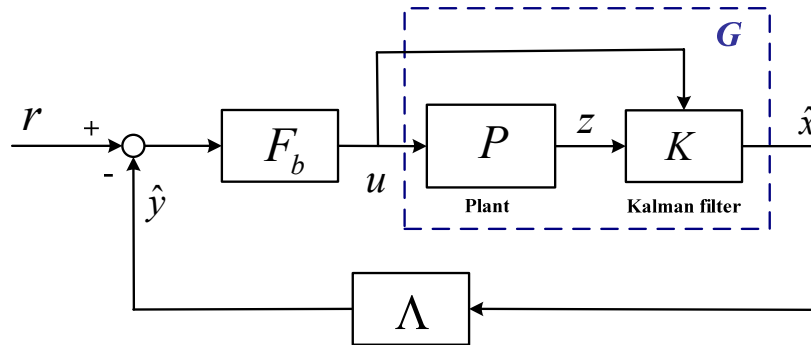 G
r
+
-
F_b
u
P
z
K
x̂
Plant
Kalman filter
ŷ
Λ